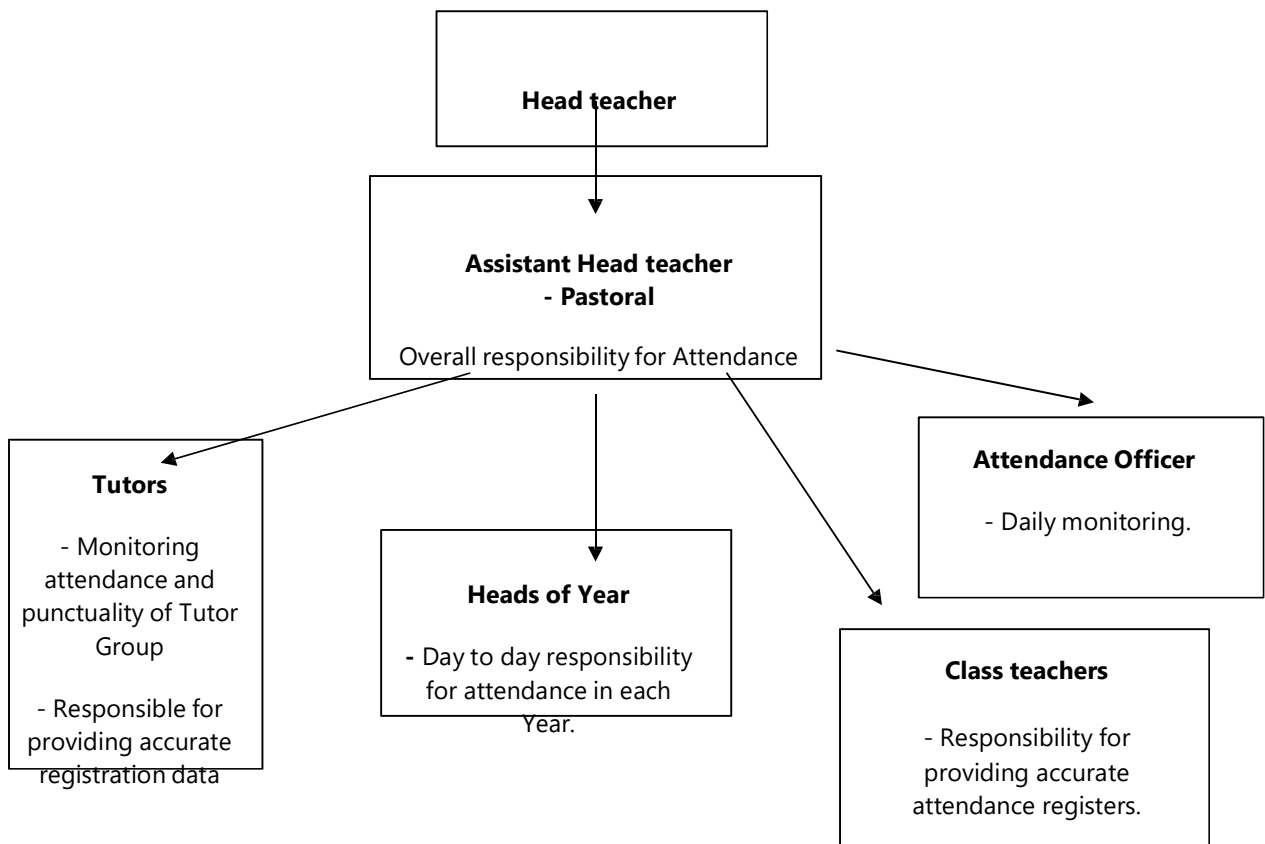 Head teacher
Assistant Head teacher
- Pastoral
Overall responsibility for Attendance
Tutors
- Monitoring
attendance and
punctuality of Tutor
Group
- Responsible for
providing accurate
registration data
Heads of Year
- Day to day responsibility
for attendance in each
Year.
Attendance Officer
- Daily monitoring.
Class teachers
- Responsibility for
providing accurate
attendance registers.